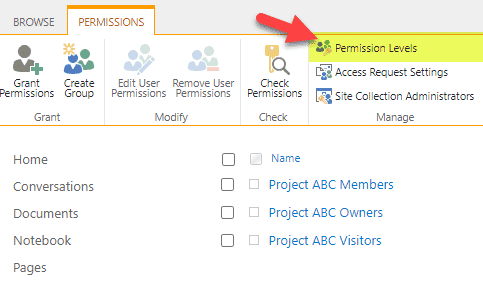 BROWSE
PERMISSIONS
Grant
Permissions
Create
Group
Edit User
Permissions
Remove User
Permissions
Check
Permissions
Permission Levels
Access Request Settings
Site Collection Administrators
Grant
Modify
Check
Manage
Home
Conversations
Documents
Notebook
Pages
Name
Project ABC Members
Project ABC Owners
Project ABC Visitors